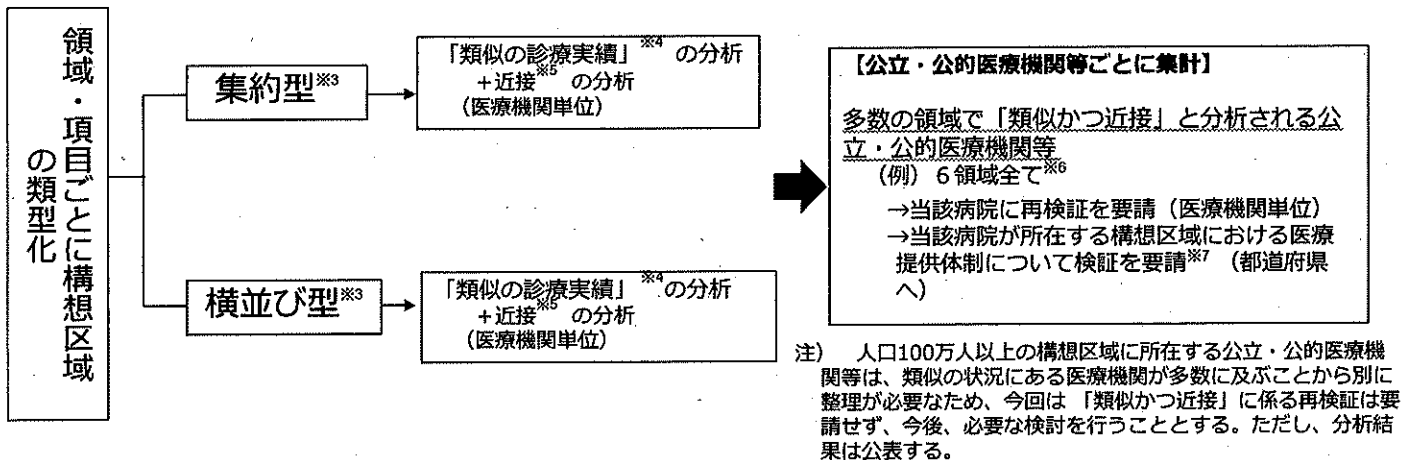 領域・項目ごとに構想区域
の類型化
集約型※3
「類似の診療実績」※4 の分析
+近接※5 の分析
(医療機関単位)
横並び型※3
「類似の診療実績」※4の分析
+近接※5 の分析
(医療機関単位)
【公立・公的医療機関等ごとに集計】
多数の領域で「類似かつ近接」と分析される公
立・公的医療機関等
(例)6領域全て※6
→当該病院に再検証を要請(医療機関単位)
→当該病院が所在する構想区域における医療
提供体制について検証を要請※7 (都道府県
へ)
注) 人口100万人以上の構想区域に所在する公立・公的医療機
関等は、類似の状況にある医療機関が多数に及ぶことから別に
整理が必要なため、今回は 「類似かつ近接」に係る再検証は要
請せず、今後、必要な検討を行うこととする。ただし、分析結
果は公表する。